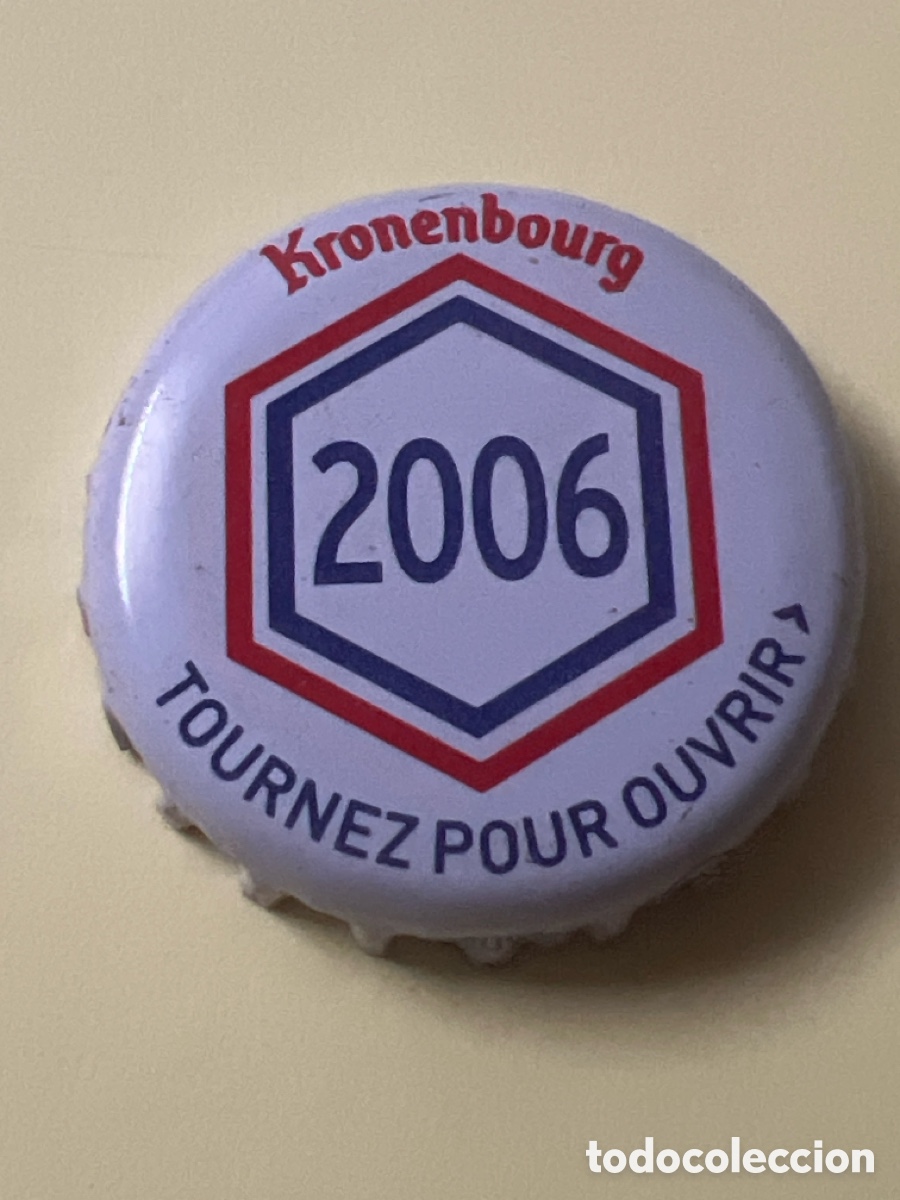 Kronenbourg
2006
TOURNEZ POUR OUVRIR >
todocoleccion